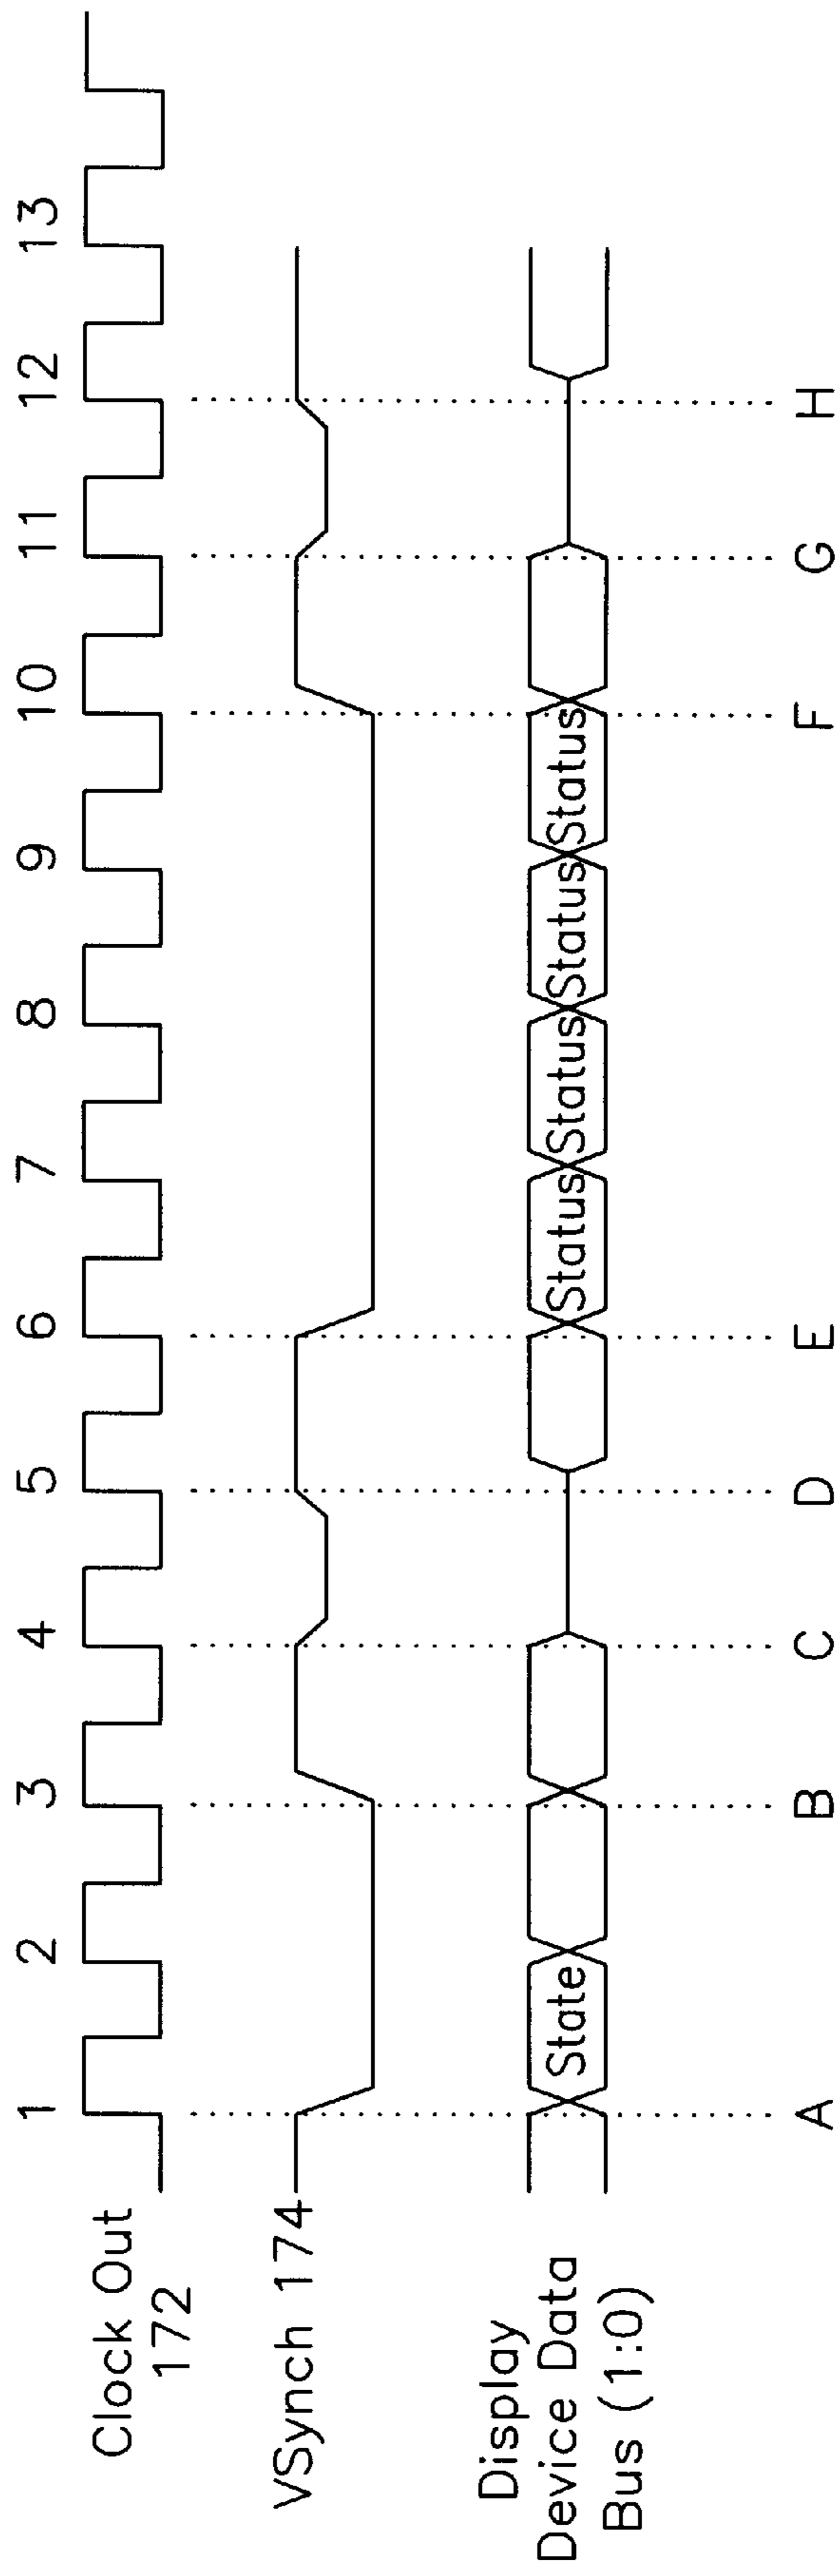 1 2 3 4 5 6 7 8 9 10 11 12 13
Clock Out
172
VSynch 174
Display
Device Data
Bus (1:0)
State Status Status Status Status
A B C D E F G H